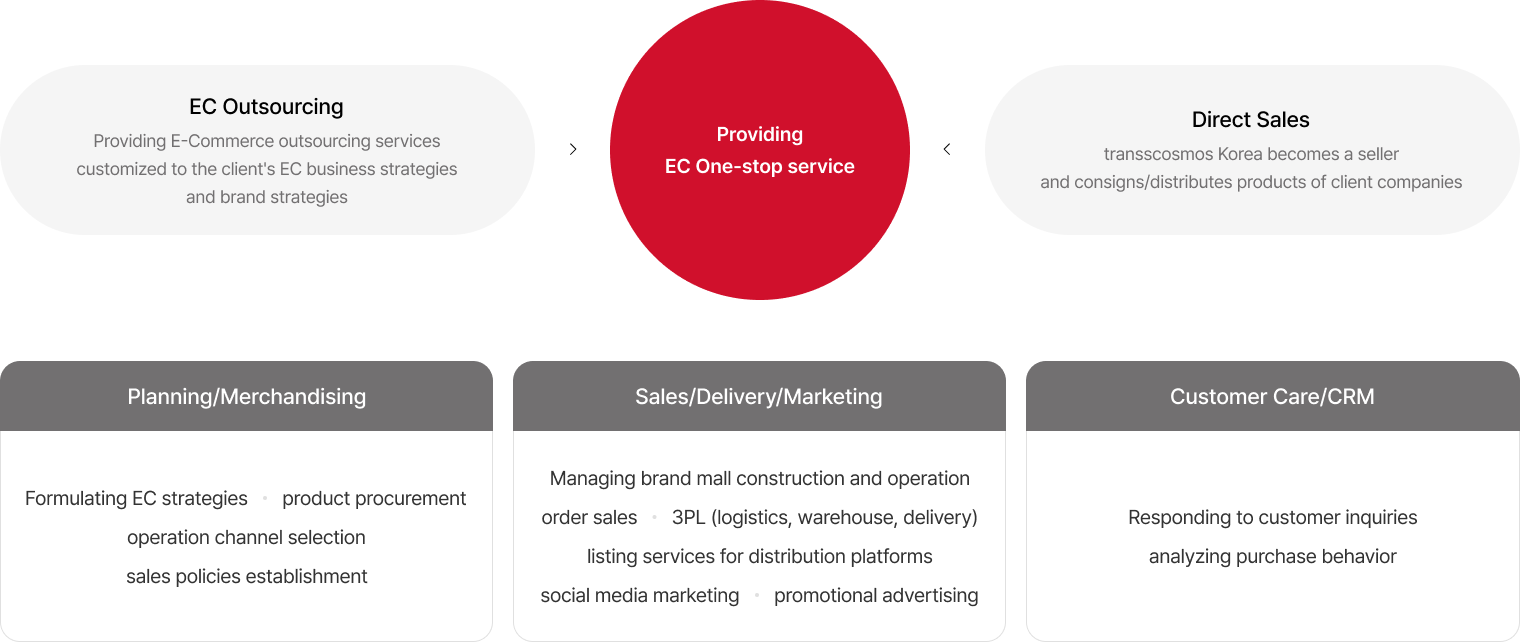 EC Outsourcing
Providing E-Commerce outsourcing services
customized to the client's EC business strategies
and brand strategies
Providing
EC One-stop service
Direct Sales
transscosmos Korea becomes a seller
and consigns/distributes products of client companies
Planning/Merchandising
Formulating EC strategies • product procurement
operation channel selection
sales policies establishment
Sales/Delivery/Marketing
Managing brand mall construction and operation
order sales • 3PL (logistics, warehouse, delivery)
listing services for distribution platforms
social media marketing • promotional advertising
Customer Care/CRM
Responding to customer inquiries
analyzing purchase behavior